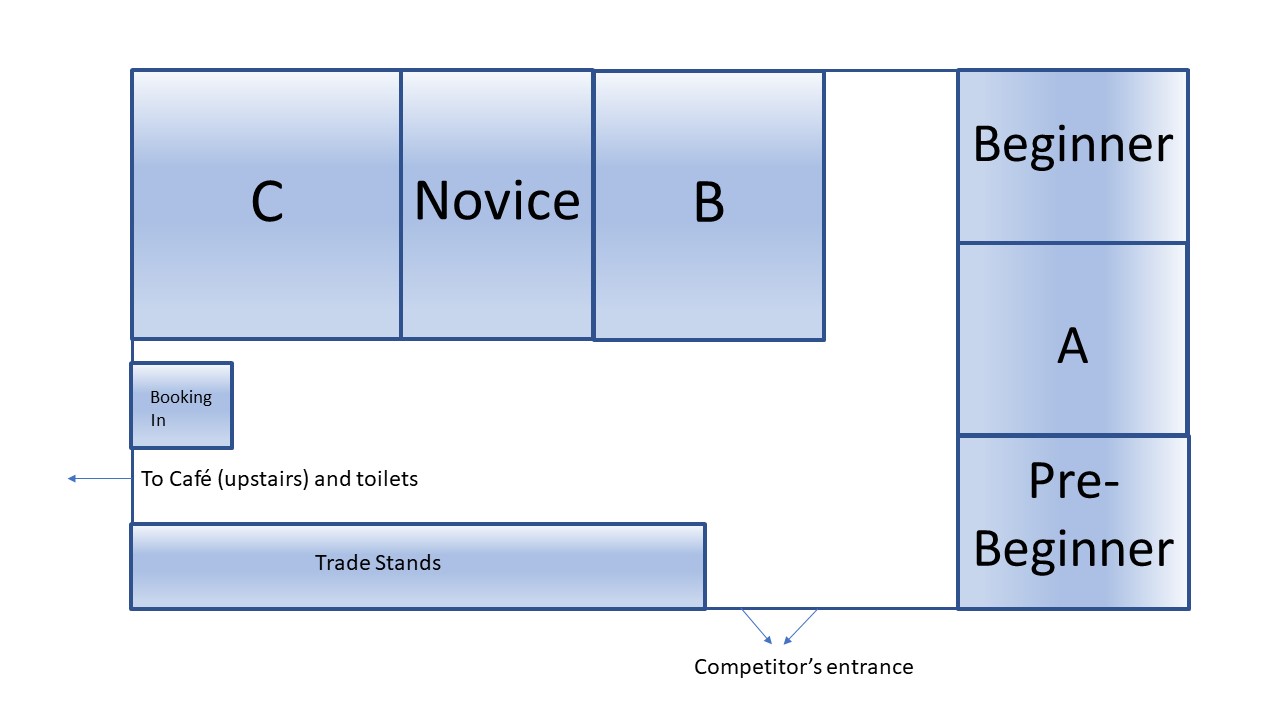 C
Novice
B
Beginner
A
Pre-
Beginner
Booking
In
To Café (upstairs) and toilets
Trade Stands
Competitor’s entrance